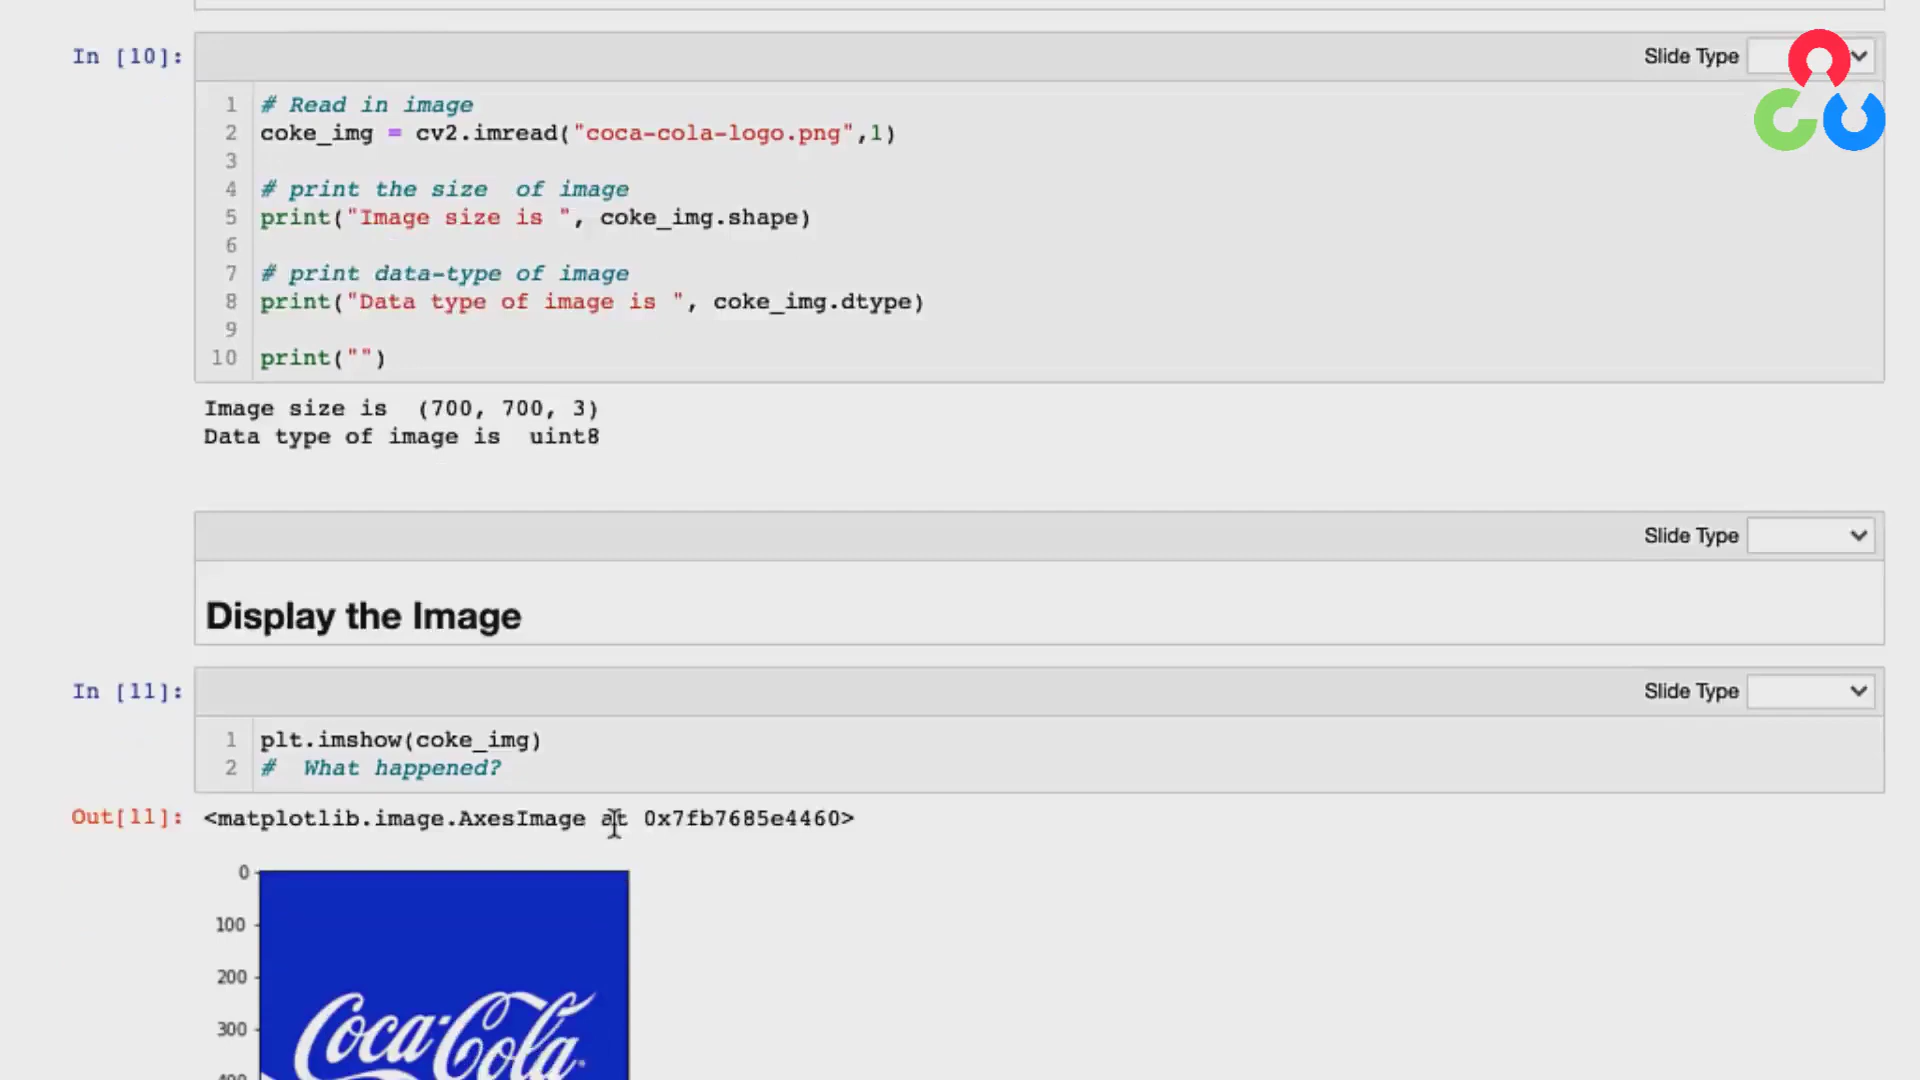 In [10]:
Slide Type
1 # Read in image
2 coke_img = cv2.imread("coca-cola-logo.png",1)
3
4 # print the size  of image
5 print("Image size is ", coke_img.shape)
6
7 # print data-type of image
8 print("Data type of image is ", coke_img.dtype)
9
10 print("")
Image size is  (700, 700, 3)
Data type of image is  uint8
Slide Type
Display the Image
In [11]:
Slide Type
1 plt.imshow(coke_img)
2 #  What happened?
Out[11]: <matplotlib.image.AxesImage at 0x7fb7685e4460>
0
100
200
300
Coca-Cola
400